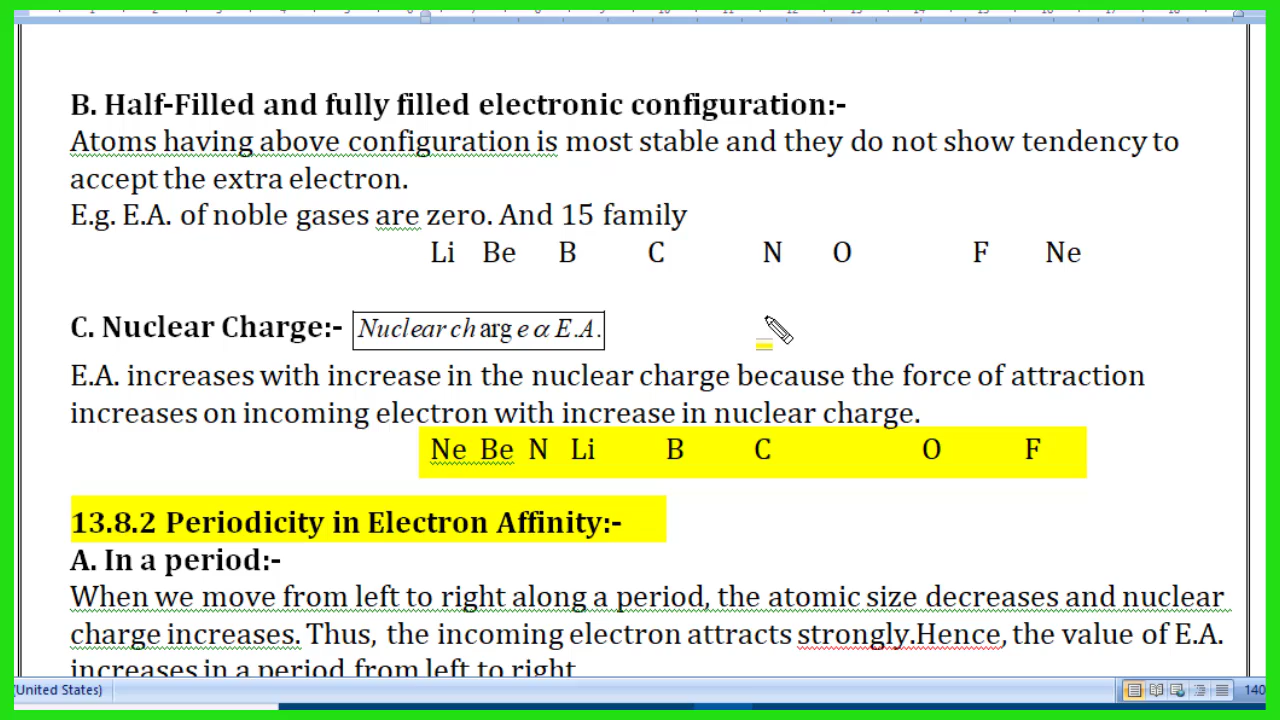 B. Half-Filled and fully filled electronic configuration:-
Atoms having above configuration is most stable and they do not show tendency to
accept the extra electron.
E.g. E.A. of noble gases are zero. And 15 family
Li Be B C N O F Ne
C. Nuclear Charge:- Nuclear charg e α E.A.
E.A. increases with increase in the nuclear charge because the force of attraction
increases on incoming electron with increase in nuclear charge.
Ne Be N Li B C O F
13.8.2 Periodicity in Electron Affinity:-
A. In a period:-
When we move from left to right along a period, the atomic size decreases and nuclear
charge increases. Thus, the incoming electron attracts strongly.Hence, the value of E.A.
increases in a period from left to right
(United States) 140